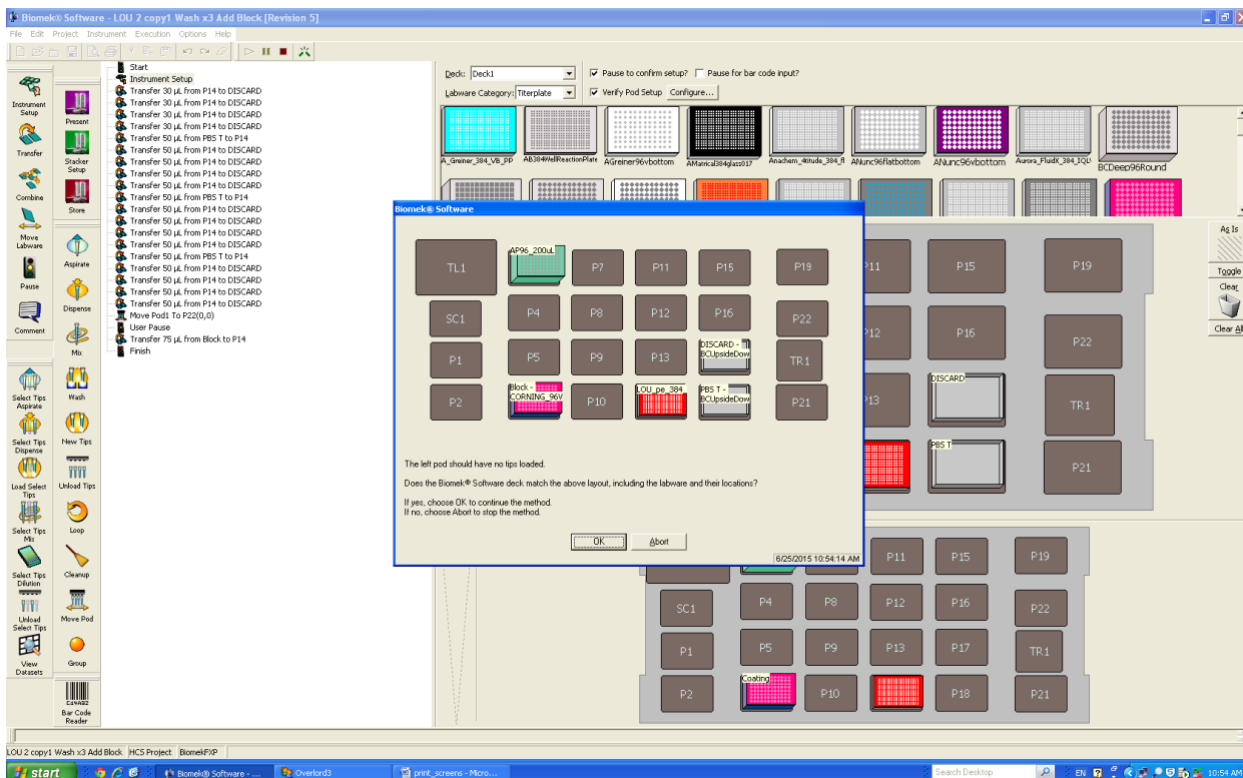 Biomek® Software - LOU 2 copy1 Wash x3 Add Block [Revision 5]
File Edit Project Instrument Execution Options Help
Instrument Setup
Transfer
Combine
Move Labware
Pause
Comment
Select Tips Aspirate
Select Tips Dispense
Load Select Tips
Select Tips Mix
Select Tips Dilution
Unload Select Tips
View Datasets
Present
Stacker Setup
Store
Aspirate
Dispense
Mix
Wash
New Tips
Unload Tips
Loop
Cleanup
Move Pod
Group
Bar Code Reader
Start
Instrument Setup
Transfer 30 µL from P14 to DISCARD
Transfer 30 µL from P14 to DISCARD
Transfer 30 µL from P14 to DISCARD
Transfer 30 µL from P14 to DISCARD
Transfer 50 µL from PBS T to P14
Transfer 50 µL from P14 to DISCARD
Transfer 50 µL from P14 to DISCARD
Transfer 50 µL from P14 to DISCARD
Transfer 50 µL from P14 to DISCARD
Transfer 50 µL from PBS T to P14
Transfer 50 µL from P14 to DISCARD
Transfer 50 µL from P14 to DISCARD
Transfer 50 µL from P14 to DISCARD
Transfer 50 µL from P14 to DISCARD
Transfer 50 µL from PBS T to P14
Transfer 50 µL from P14 to DISCARD
Transfer 50 µL from P14 to DISCARD
Transfer 50 µL from P14 to DISCARD
Transfer 50 µL from P14 to DISCARD
Move Pod1 To P22(0,0)
User Pause
Transfer 75 µL from Block to P14
Finish
Deck: Deck1 Pause to confirm setup? Pause for bar code input?
Labware Category: Titerplate Verify Pod Setup Configure...
A_Greiner_384_VB_PP AB384WellReactionPlate AGreiner96vbottom AMatrical384glass017 Anachem_4titude_384_fl ANunc96flatbottom ANunc96vbottom Aurora_FluidX_384_IQU BCDeep96Round
Biomek® Software
TL1 AP96_200uL P7 P11 P15 P19
SC1 P4 P8 P12 P16 P22
P1 P5 P9 P13 DISCARD - BCUpsideDow TR1
P2 Block - CORNING_96V P10 LOU_pe_384 PBS T - BCUpsideDow P21
The left pod should have no tips loaded.
Does the Biomek® Software deck match the above layout, including the labware and their locations?
If yes, choose OK to continue the method.
If no, choose Abort to stop the method.
OK Abort
6/25/2015 10:54:14 AM
11 P15 P19
12 P16 P22
13 DISCARD TR1
PBS T P21
As Is
Toggle
Clear
Clear All
P11 P15 P19
SC1 P4 P8 P12 P16 P22
P1 P5 P9 P13 P17 TR1
P2 Coating P10 P18 P21
LOU 2 copy1 Wash x3 Add Block HCS Project BiomekFXP
start Biomek® Software - ... Overlord3 print_screens - Micro... Search Desktop EN 10:54 AM